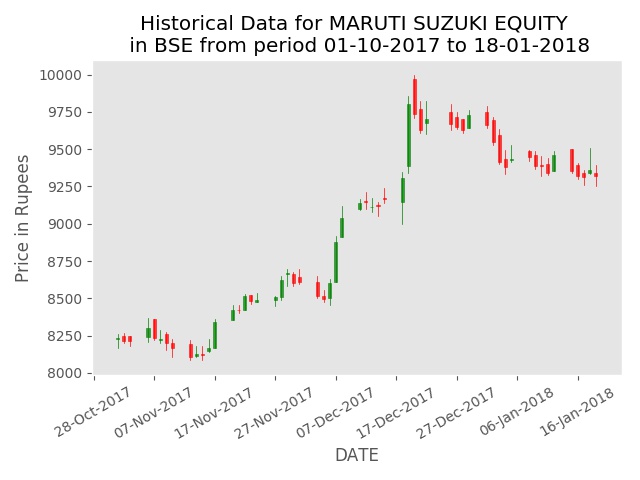 Historical Data for MARUTI SUZUKI EQUITY
in BSE from period 01-10-2017 to 18-01-2018
10000
9750
9500
9250
9000
8750
8500
8250
8000
Price in Rupees
28-Oct-2017
07-Nov-2017
17-Nov-2017
27-Nov-2017
07-Dec-2017
17-Dec-2017
27-Dec-2017
06-Jan-2018
16-Jan-2018
DATE